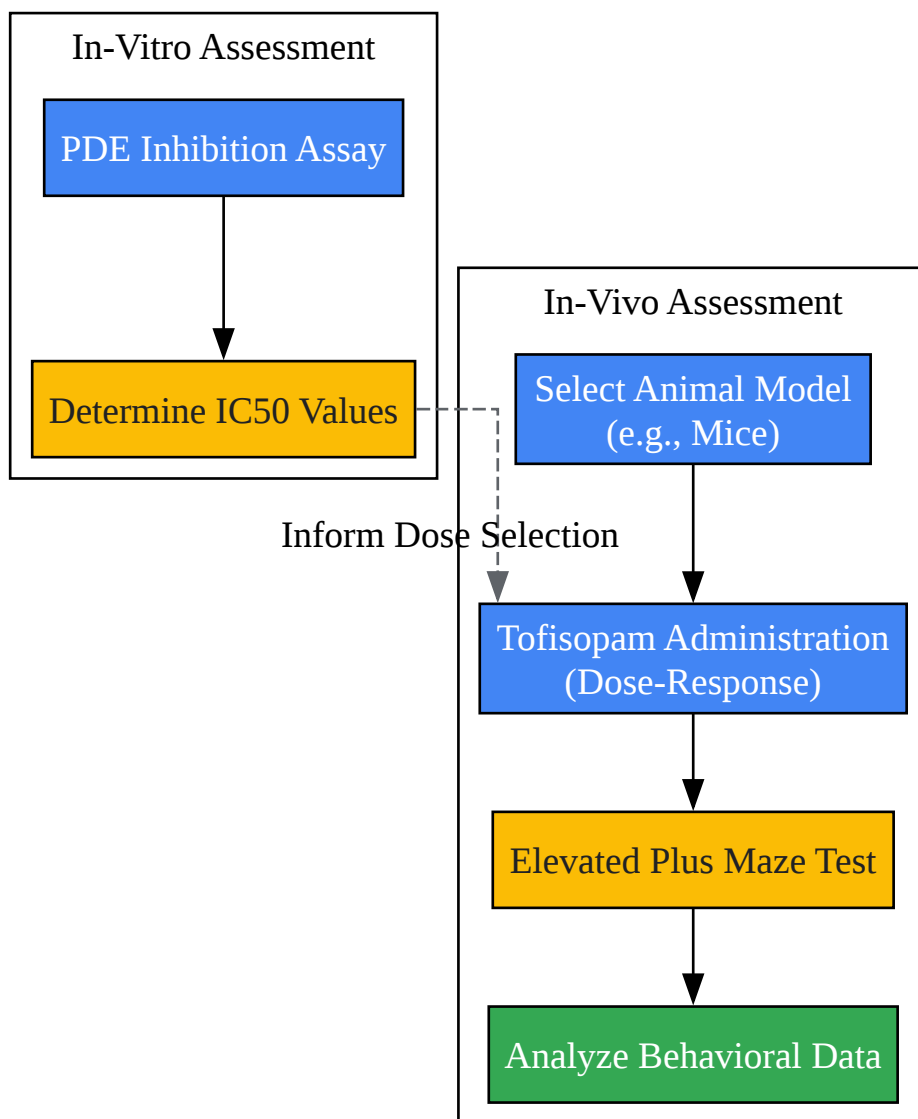 In-Vitro Assessment
PDE Inhibition Assay
Determine IC50 Values
Inform Dose Selection
In-Vivo Assessment
Select Animal Model
(e.g., Mice)
Tofisopam Administration
(Dose-Response)
Elevated Plus Maze Test
Analyze Behavioral Data